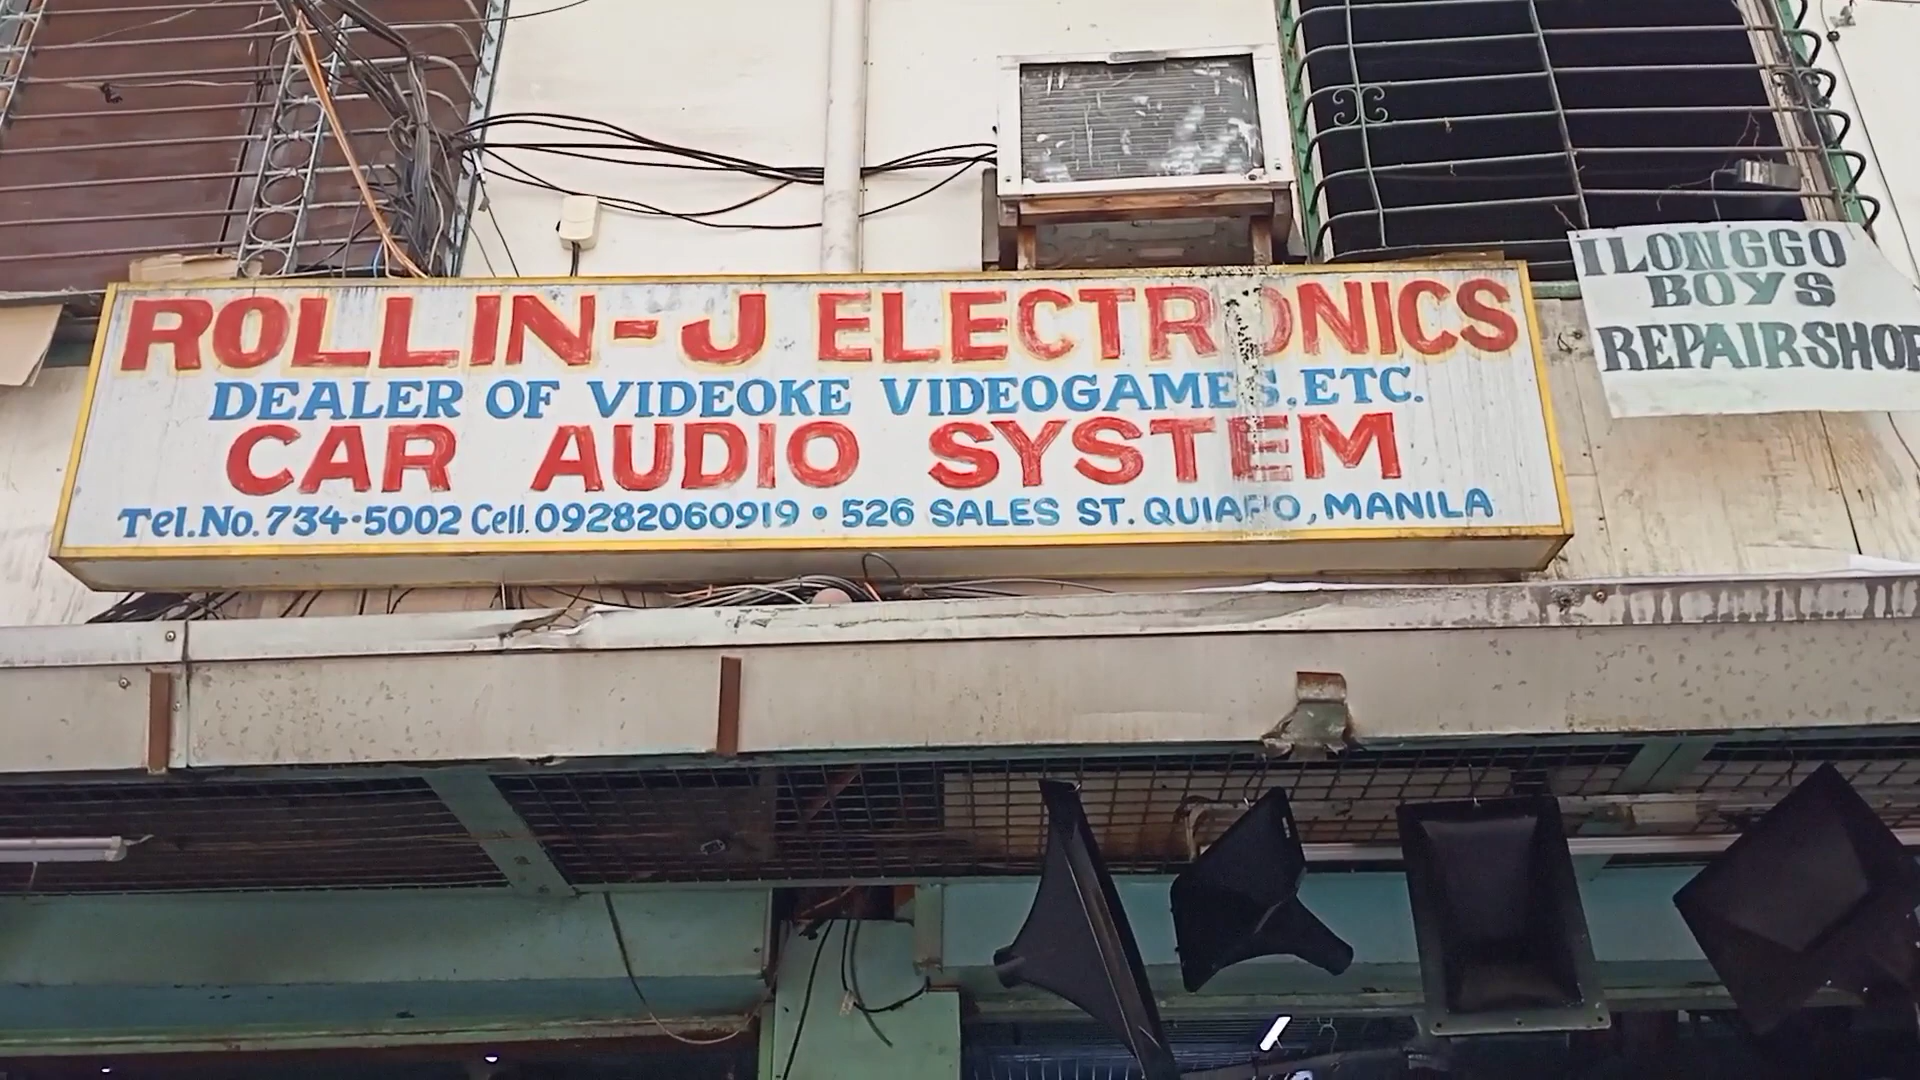 ROLLIN-J ELECTRONICS
DEALER OF VIDEOKE VIDEOGAMES, ETC.
CAR AUDIO SYSTEM
Tel. No. 734-5002 Cell. 09282060919 • 526 SALES ST. QUIAPO, MANILA
ILONGGO
BOYS
REPAIRSHOP